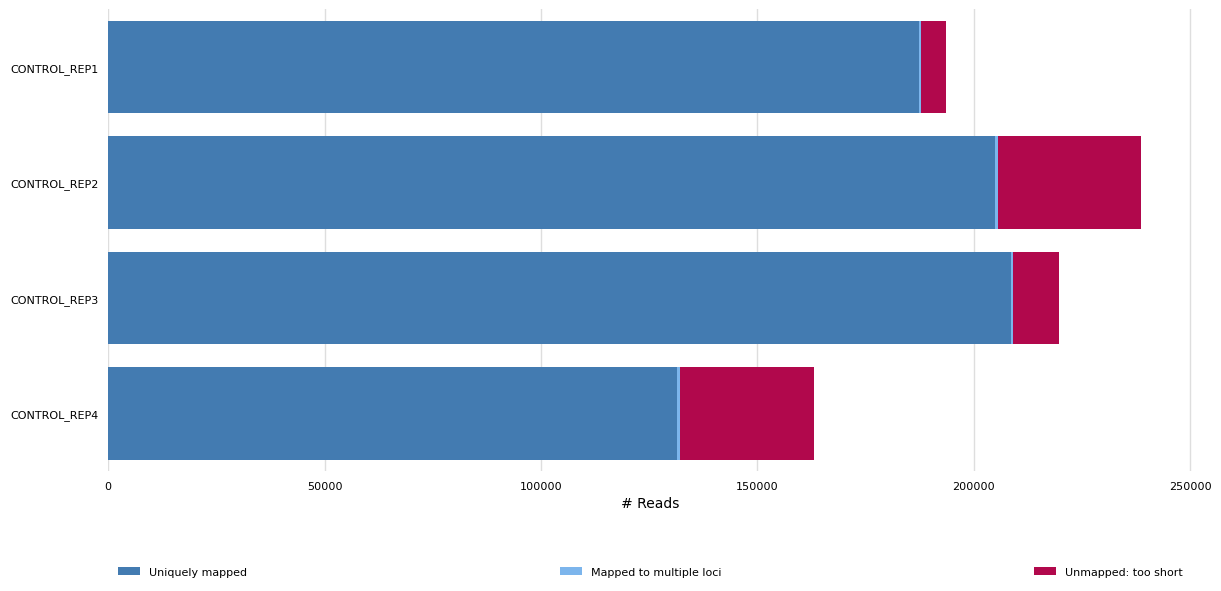 CONTROL_REP1
CONTROL_REP2
CONTROL_REP3
CONTROL_REP4
0 50000 100000 150000 200000 250000
# Reads
Uniquely mapped Mapped to multiple loci Unmapped: too short